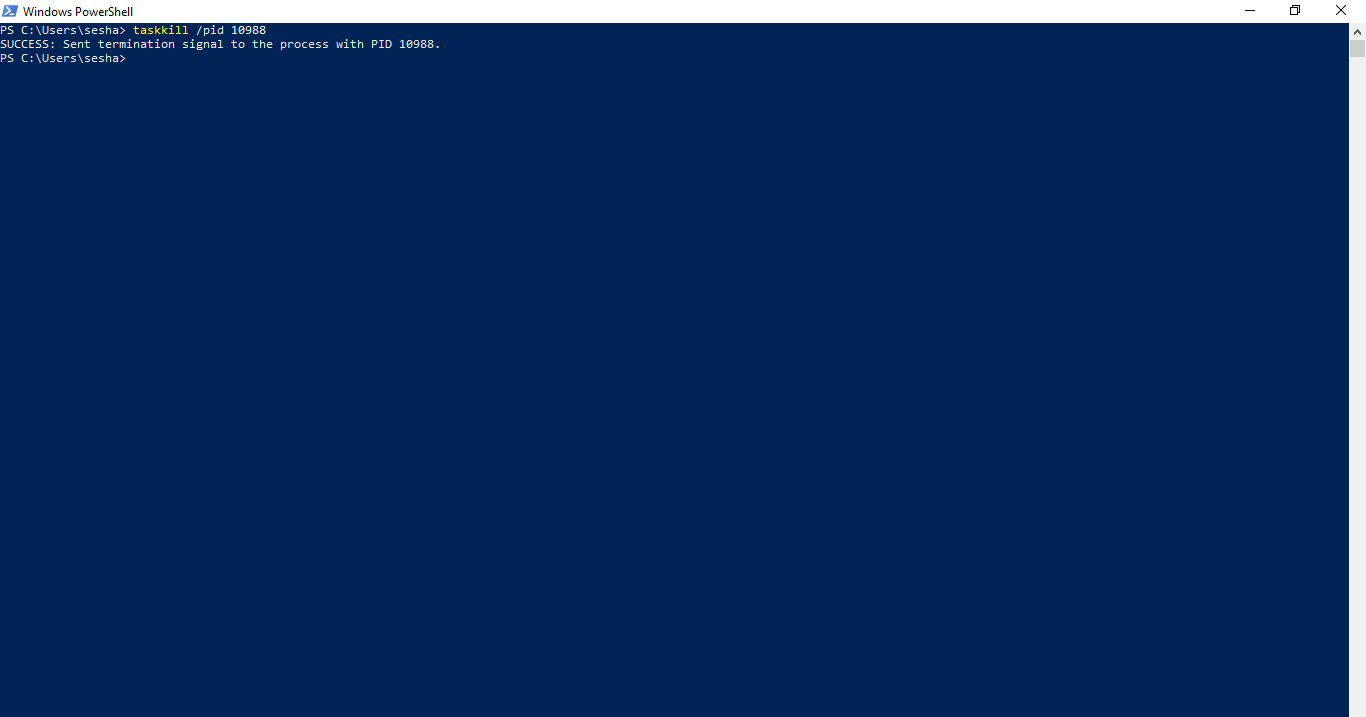 Windows PowerShell
PS C:\Users\sesha> taskkill /pid 10988
SUCCESS: Sent termination signal to the process with PID 10988.
PS C:\Users\sesha>